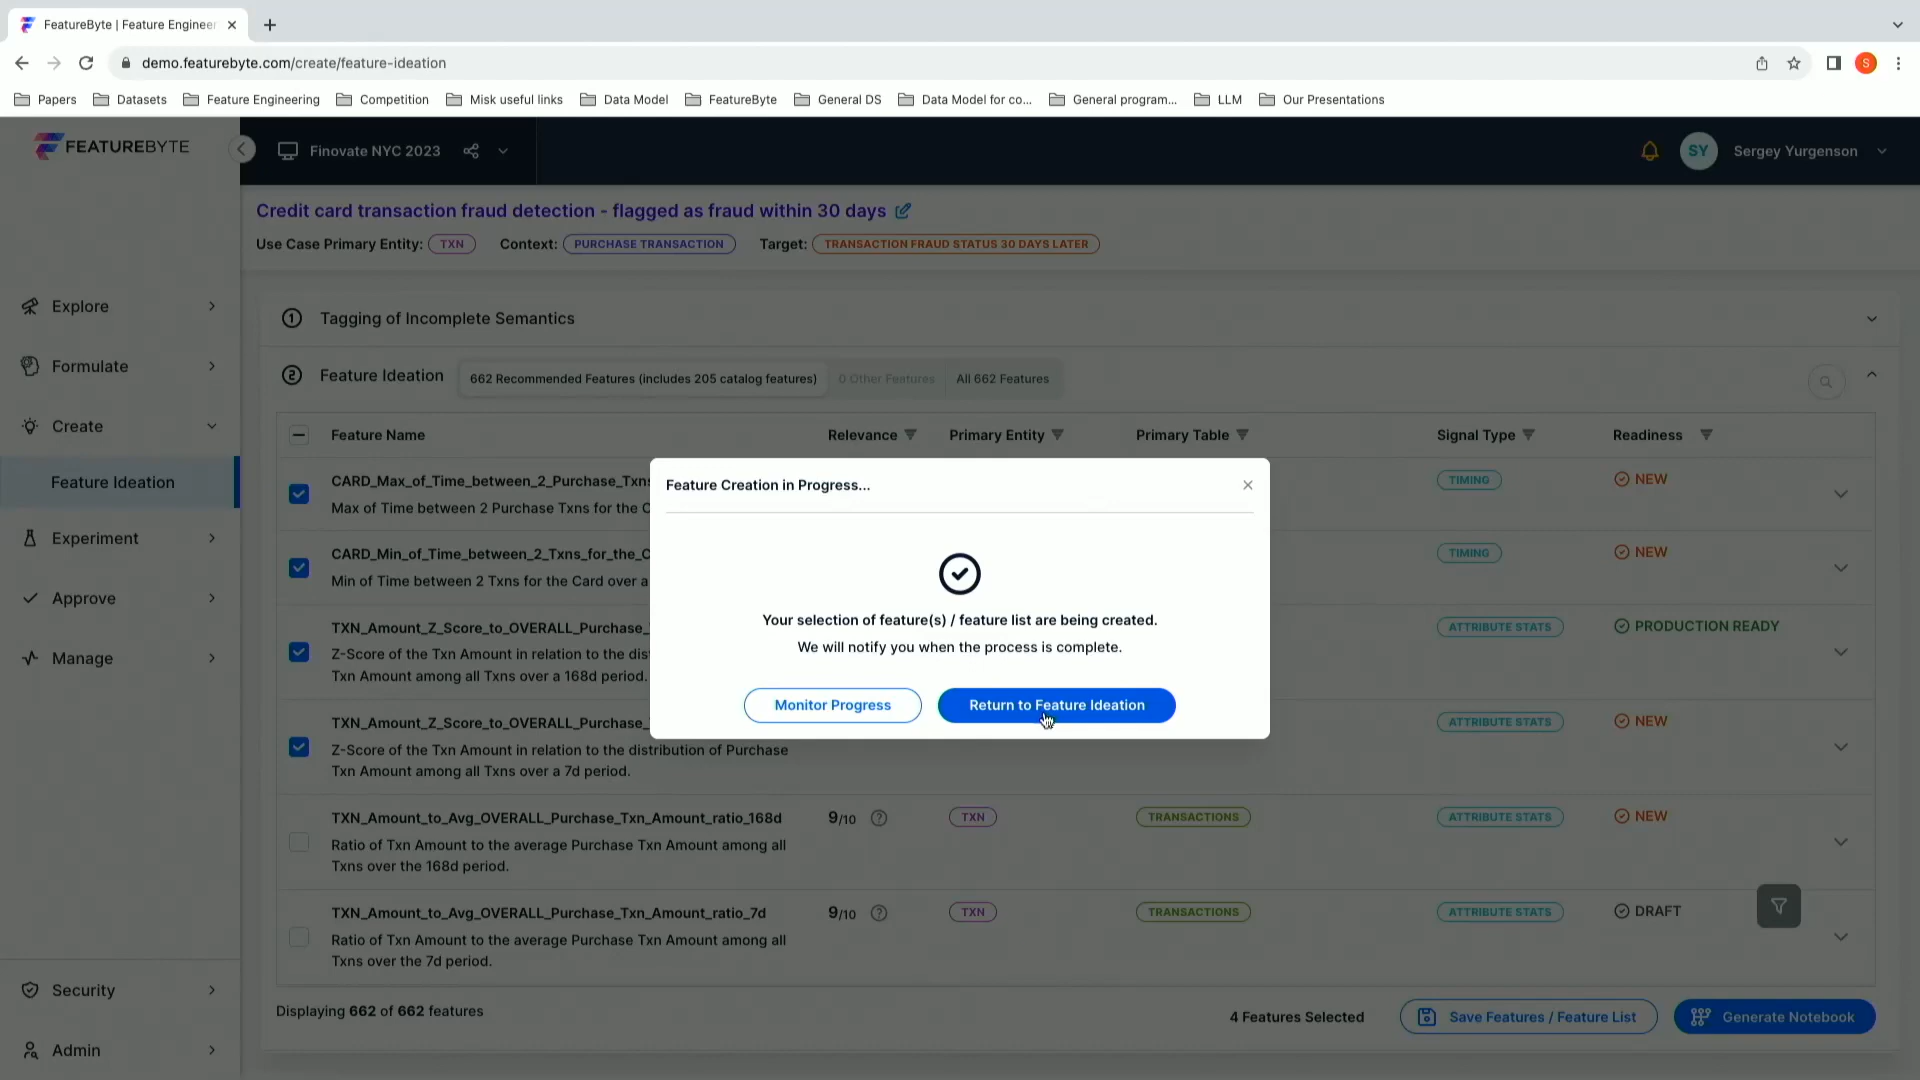 FeatureByte | Feature Engineer
demo.featurebyte.com/create/feature-ideation
S
Papers
Datasets
Feature Engineering
Competition
Misk useful links
Data Model
FeatureByte
General DS
Data Model for co...
General program...
LLM
Our Presentations
FEATUREBYTE
Finovate NYC 2023
SY
Sergey Yurgenson
Credit card transaction fraud detection - flagged as fraud within 30 days
Use Case Primary Entity: TXN Context: PURCHASE TRANSACTION Target: TRANSACTION FRAUD STATUS 30 DAYS LATER
Explore
Formulate
Create
Feature Ideation
Experiment
Approve
Manage
Security
Admin
1 Tagging of Incomplete Semantics
2 Feature Ideation 662 Recommended Features (includes 205 catalog features) 0 Other Features All 662 Features
Feature Name Relevance Primary Entity Primary Table Signal Type Readiness
CARD_Max_of_Time_between_2_Purchase_Txns TIMING NEW
Max of Time between 2 Purchase Txns for the C
CARD_Min_of_Time_between_2_Txns_for_the_C TIMING NEW
Min of Time between 2 Txns for the Card over a
TXN_Amount_Z_Score_to_OVERALL_Purchase_ ATTRIBUTE STATS PRODUCTION READY
Z-Score of the Txn Amount in relation to the dis
Txn Amount among all Txns over a 168d period.
TXN_Amount_Z_Score_to_OVERALL_Purchase_ ATTRIBUTE STATS NEW
Z-Score of the Txn Amount in relation to the distribution of Purchase
Txn Amount among all Txns over a 7d period.
TXN_Amount_to_Avg_OVERALL_Purchase_Txn_Amount_ratio_168d 9/10 ? TXN TRANSACTIONS ATTRIBUTE STATS NEW
Ratio of Txn Amount to the average Purchase Txn Amount among all
Txns over the 168d period.
TXN_Amount_to_Avg_OVERALL_Purchase_Txn_Amount_ratio_7d 9/10 ? TXN TRANSACTIONS ATTRIBUTE STATS DRAFT
Ratio of Txn Amount to the average Purchase Txn Amount among all
Txns over the 7d period.
Displaying 662 of 662 features 4 Features Selected Save Features / Feature List Generate Notebook
Feature Creation in Progress...
Your selection of feature(s) / feature list are being created.
We will notify you when the process is complete.
Monitor Progress Return to Feature Ideation